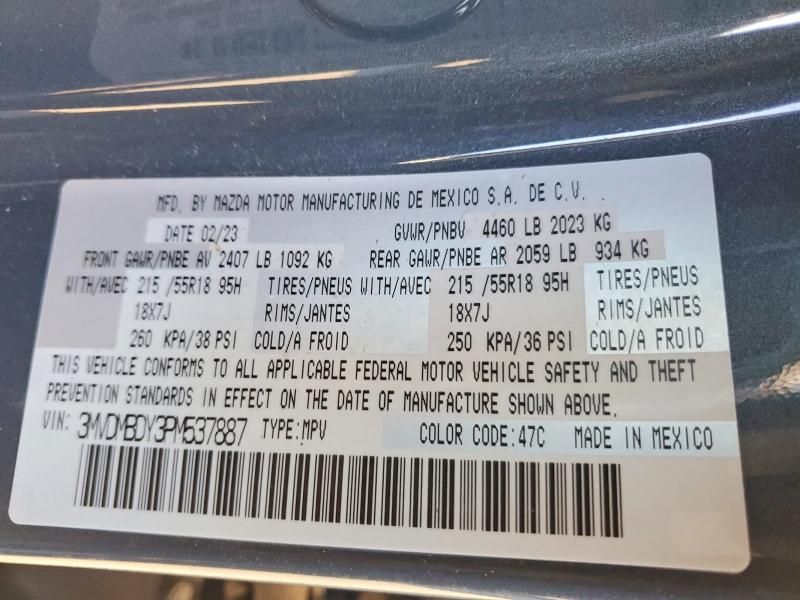 MFD. BY MAZDA MOTOR MANUFACTURING DE MEXICO S.A. DE C.V.
DATE 02/23 GVWR/PNBV 4460 LB 2023 KG
FRONT GAWR/PNBE AV 2407 LB 1092 KG REAR GAWR/PNBE AR 2059 LB 934 KG
WITH/AVEC 215 /55R18 95H TIRES/PNEUS WITH/AVEC 215 /55R18 95H TIRES/PNEUS
18X7J RIMS/JANTES 18X7J RIMS/JANTES
260 KPA/38 PSI COLD/A FROID 250 KPA/36 PSI COLD/A FROID
THIS VEHICLE CONFORMS TO ALL APPLICABLE FEDERAL MOTOR VEHICLE SAFETY AND THEFT
PREVENTION STANDARDS IN EFFECT ON THE DATE OF MANUFACTURE SHOWN ABOVE.
VIN: 3MVDMBDY3PM537887 TYPE:MPV COLOR CODE:47C MADE IN MEXICO